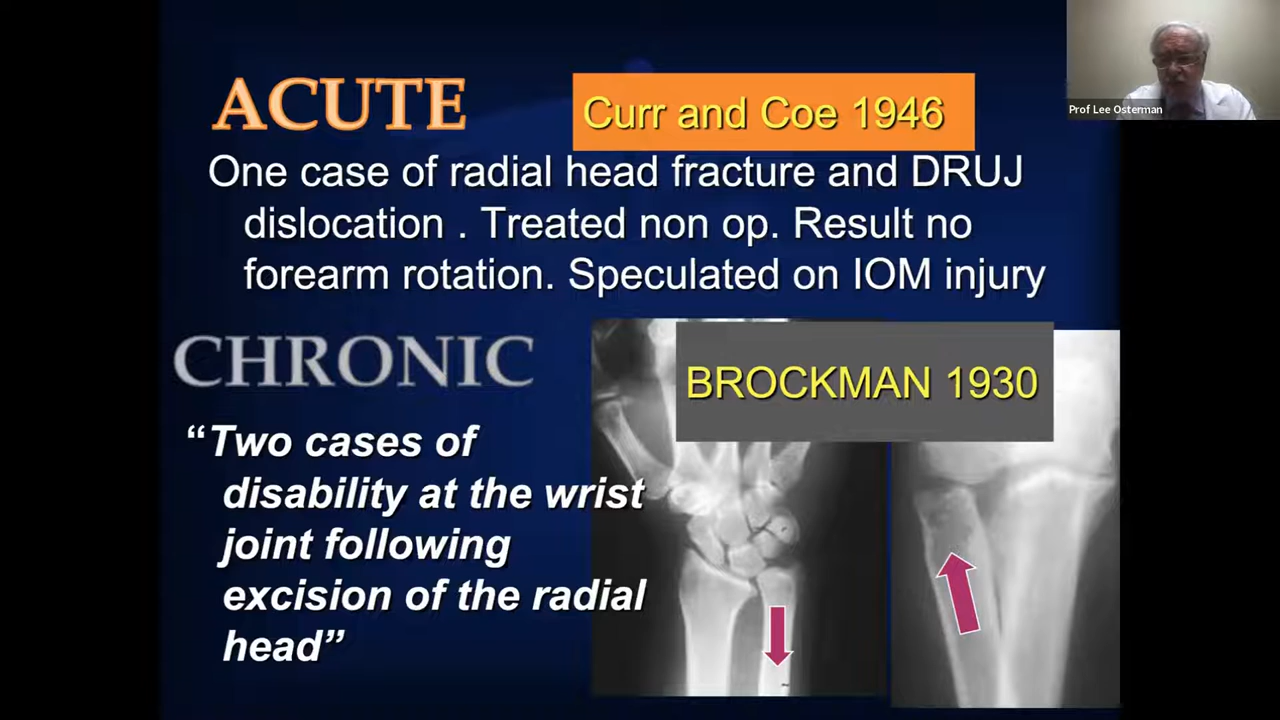 Prof Lee Osterman
ACUTE
Curr and Coe 1946
One case of radial head fracture and DRUJ
dislocation . Treated non op. Result no
forearm rotation. Speculated on IOM injury
CHRONIC
BROCKMAN 1930
“Two cases of
disability at the wrist
joint following
excision of the radial
head”